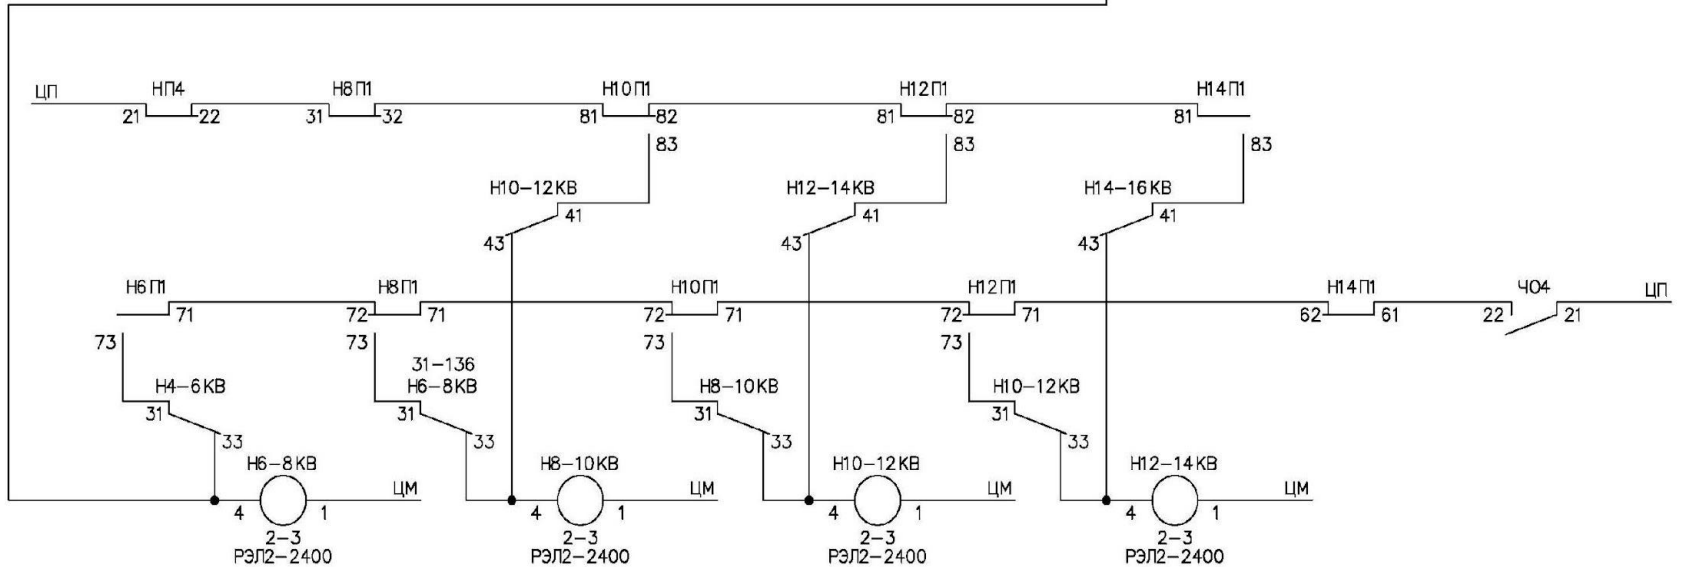 ЦП НП4 Н8П1 Н10П1 Н12П1 Н14П1
21 22 31 32 81 82 81 82 81
83 83 83
Н10-12КВ Н12-14КВ Н14-16КВ
41 41 41
43 43 43
Н6П1 Н8П1 Н10П1 Н12П1 Н14П1 ЧО4 ЦП
71 72 71 72 71 72 71 62 61 22 21
73 73 73 73
31-136
Н4-6КВ Н6-8КВ Н8-10КВ Н10-12КВ
31 31 31 31
33 33 33 33
Н6-8КВ Н8-10КВ Н10-12КВ Н12-14КВ
ЦМ ЦМ ЦМ ЦМ
4 1 4 1 4 1 4 1
2-3 2-3 2-3 2-3
РЭЛ2-2400 РЭЛ2-2400 РЭЛ2-2400 РЭЛ2-2400